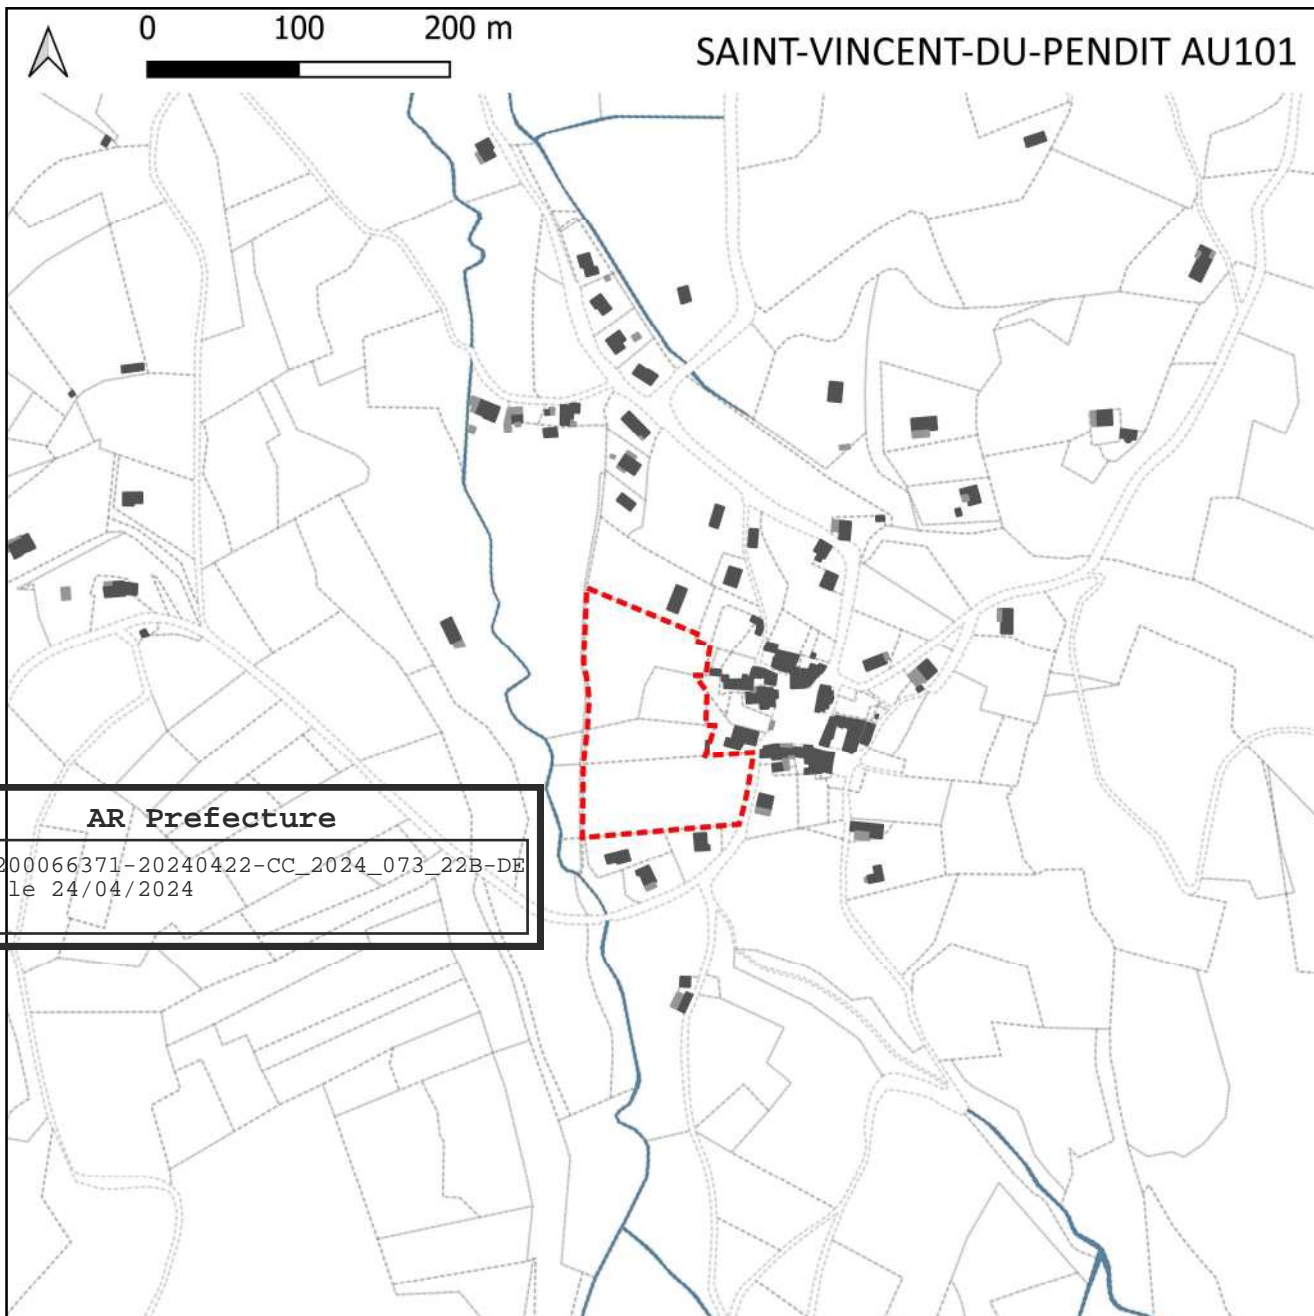 0 100 200 m
SAINT-VINCENT-DU-PENDIT AU101
AR Prefecture
200066371-20240422-CC_2024_073_22B-DE
le 24/04/2024